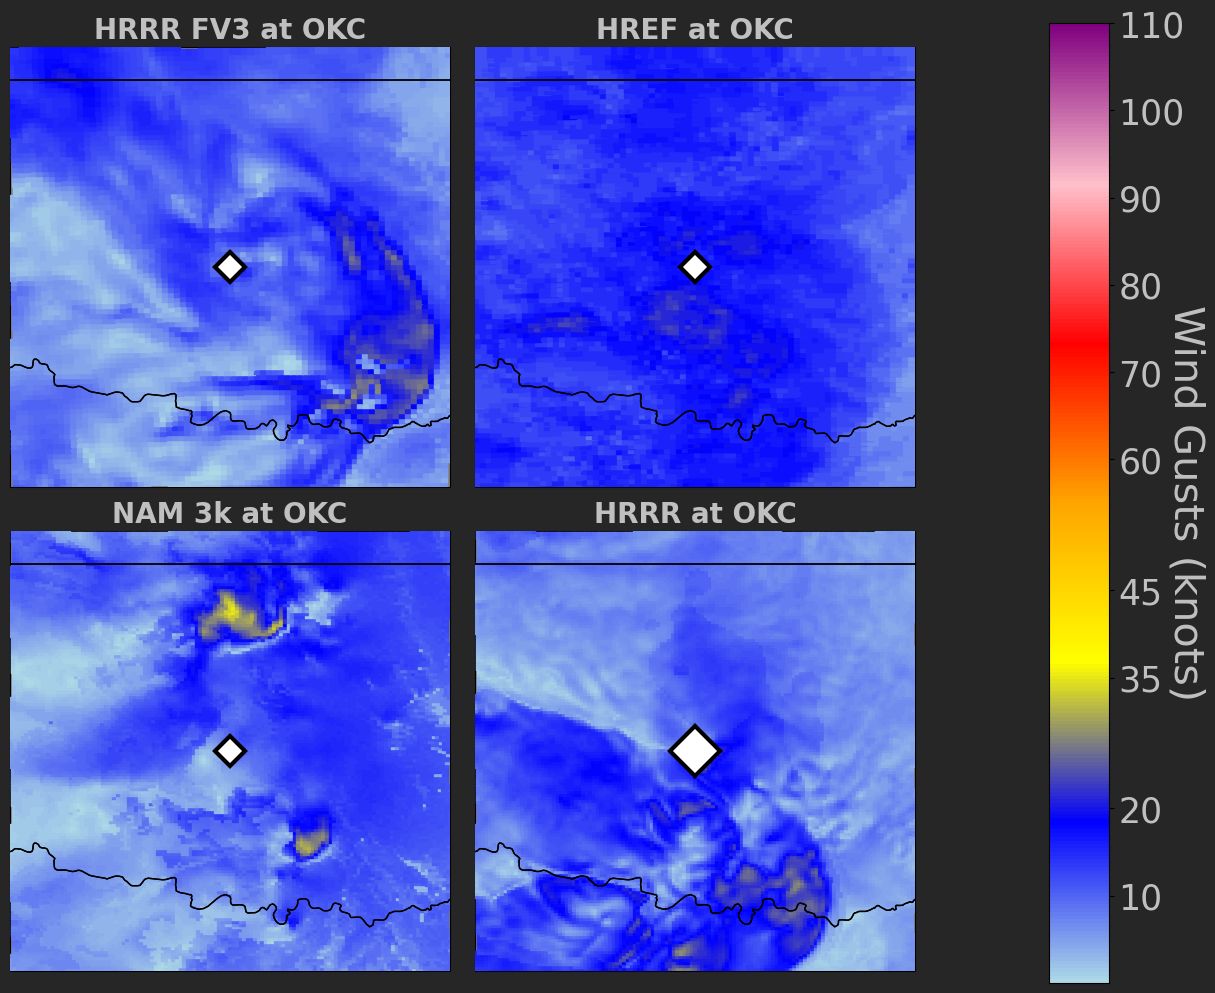 HRRR FV3 at OKC
HREF at OKC
NAM 3k at OKC
HRRR at OKC
110
100
90
80
70
60
45
35
20
10
Wind Gusts (knots)